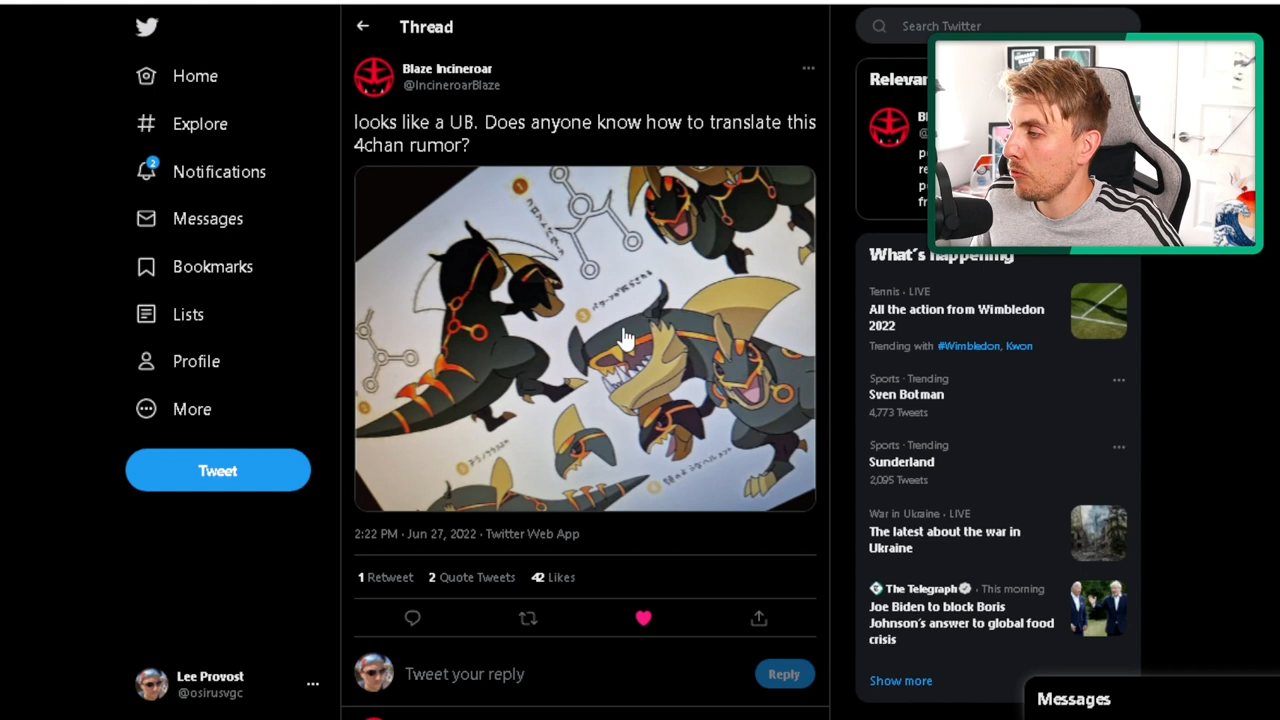 Thread
Search Twitter
Home
Explore
2
Notifications
Messages
Bookmarks
Lists
Profile
More
Tweet
Lee Provost
@osirusvgc
Blaze Incineroar
@IncineroarBlaze
looks like a UB. Does anyone know how to translate this
4chan rumor?
2:22 PM · Jun 27, 2022 · Twitter Web App
1 Retweet 2 Quote Tweets 42 Likes
Tweet your reply
Reply
What's happening
Tennis · LIVE
All the action from Wimbledon
2022
Trending with #Wimbledon, Kwon
Sports · Trending
Sven Botman
4,773 Tweets
Sports · Trending
Sunderland
2,095 Tweets
War in Ukraine · LIVE
The latest about the war in
Ukraine
The Telegraph · This morning
Joe Biden to block Boris
Johnson's answer to global food
crisis
Show more
Messages